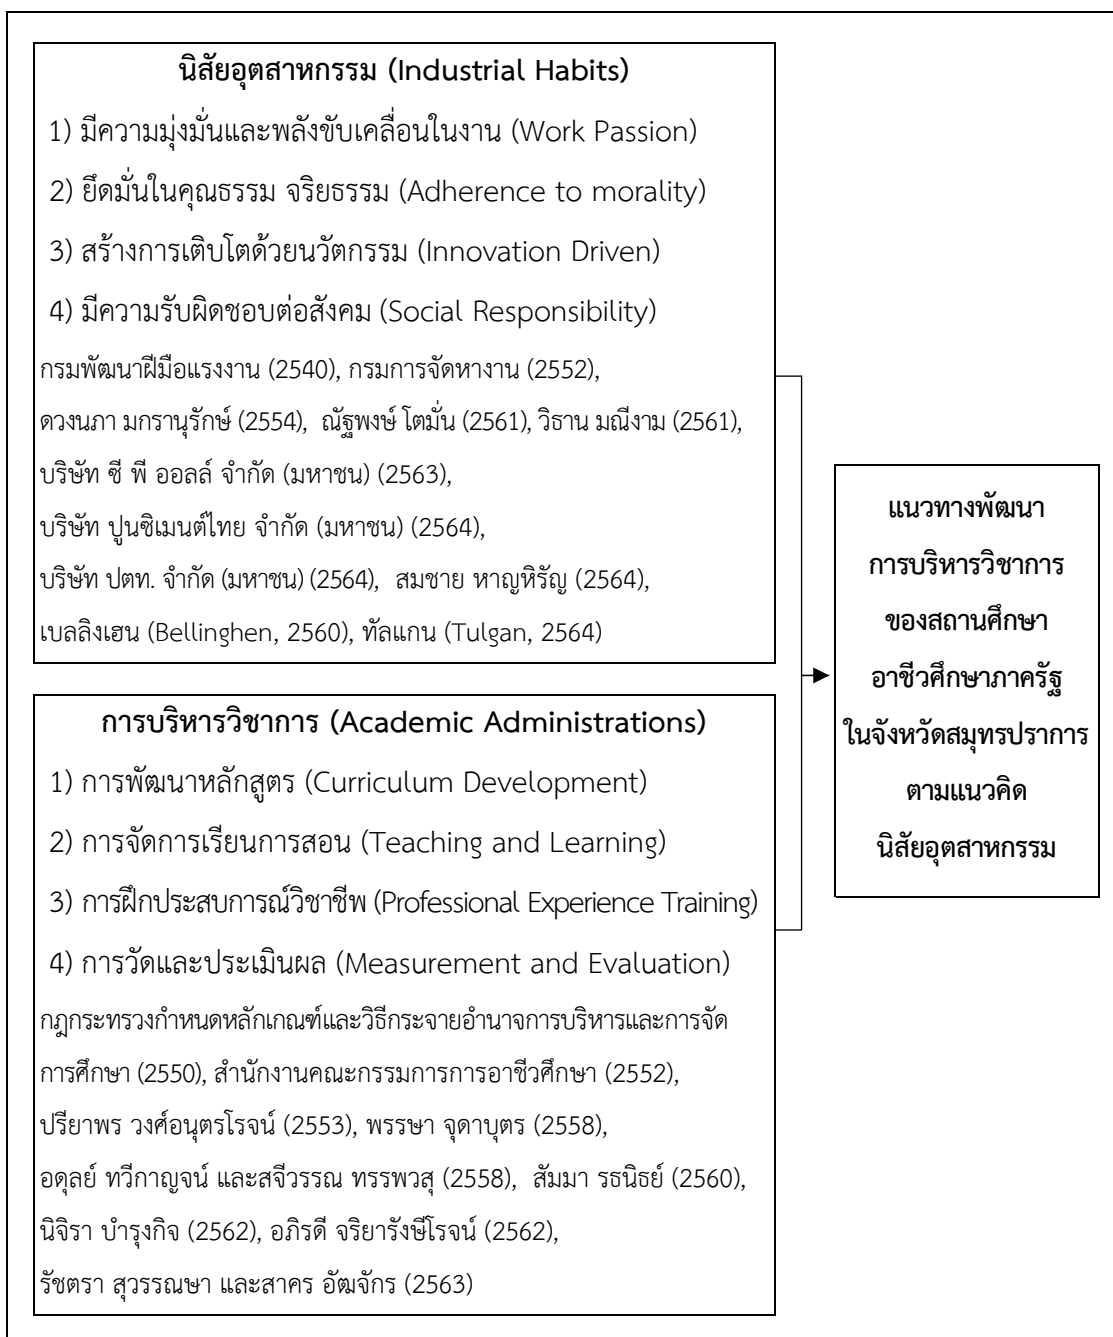 นิสัยอุตสาหกรรม (Industrial Habits)
1) มีความมุ่งมั่นและพลังขับเคลื่อนในงาน (Work Passion)
2) ยึดมั่นในคุณธรรม จริยธรรม (Adherence to morality)
3) สร้างการเติบโตด้วยนวัตกรรม (Innovation Driven)
4) มีความรับผิดชอบต่อสังคม (Social Responsibility)
กรมพัฒนาฝีมือแรงงาน (2540), กรมการจัดหางาน (2552),
ดวงนภา มกรานุรักษ์ (2554), ณัฐพงษ์ โตมั่น (2561), วิธาน มณีงาม (2561),
บริษัท ซี พี ออลล์ จำกัด (มหาชน) (2563),
บริษัท ปูนซิเมนต์ไทย จำกัด (มหาชน) (2564),
บริษัท ปตท. จำกัด (มหาชน) (2564), สมชาย หาญหิรัญ (2564),
เบลลิงเฮน (Bellinghen, 2560), ทัลแกน (Tulgan, 2564)
การบริหารวิชาการ (Academic Administrations)
1) การพัฒนาหลักสูตร (Curriculum Development)
2) การจัดการเรียนการสอน (Teaching and Learning)
3) การฝึกประสบการณ์วิชาชีพ (Professional Experience Training)
4) การวัดและประเมินผล (Measurement and Evaluation)
กฎกระทรวงกำหนดหลักเกณฑ์และวิธีกระจายอำนาจการบริหารและการจัด
การศึกษา (2550), สำนักงานคณะกรรมการการอาชีวศึกษา (2552),
ปรียาพร วงศ์อนุตรโรจน์ (2553), พรรษา จุดาบุตร (2558),
อดุลย์ ทวีกาญจน์ และสจีวรรณ ทรรพวสุ (2558), สัมมา รธนิธย์ (2560),
นิจิรา บำรุงกิจ (2562), อภิรดี จริยารังษีโรจน์ (2562),
รัชตรา สุวรรณษา และสาคร อัฒจักร (2563)
แนวทางพัฒนา
การบริหารวิชาการ
ของสถานศึกษา
อาชีวศึกษาภาครัฐ
ในจังหวัดสมุทรปราการ
ตามแนวคิด
นิสัยอุตสาหกรรม